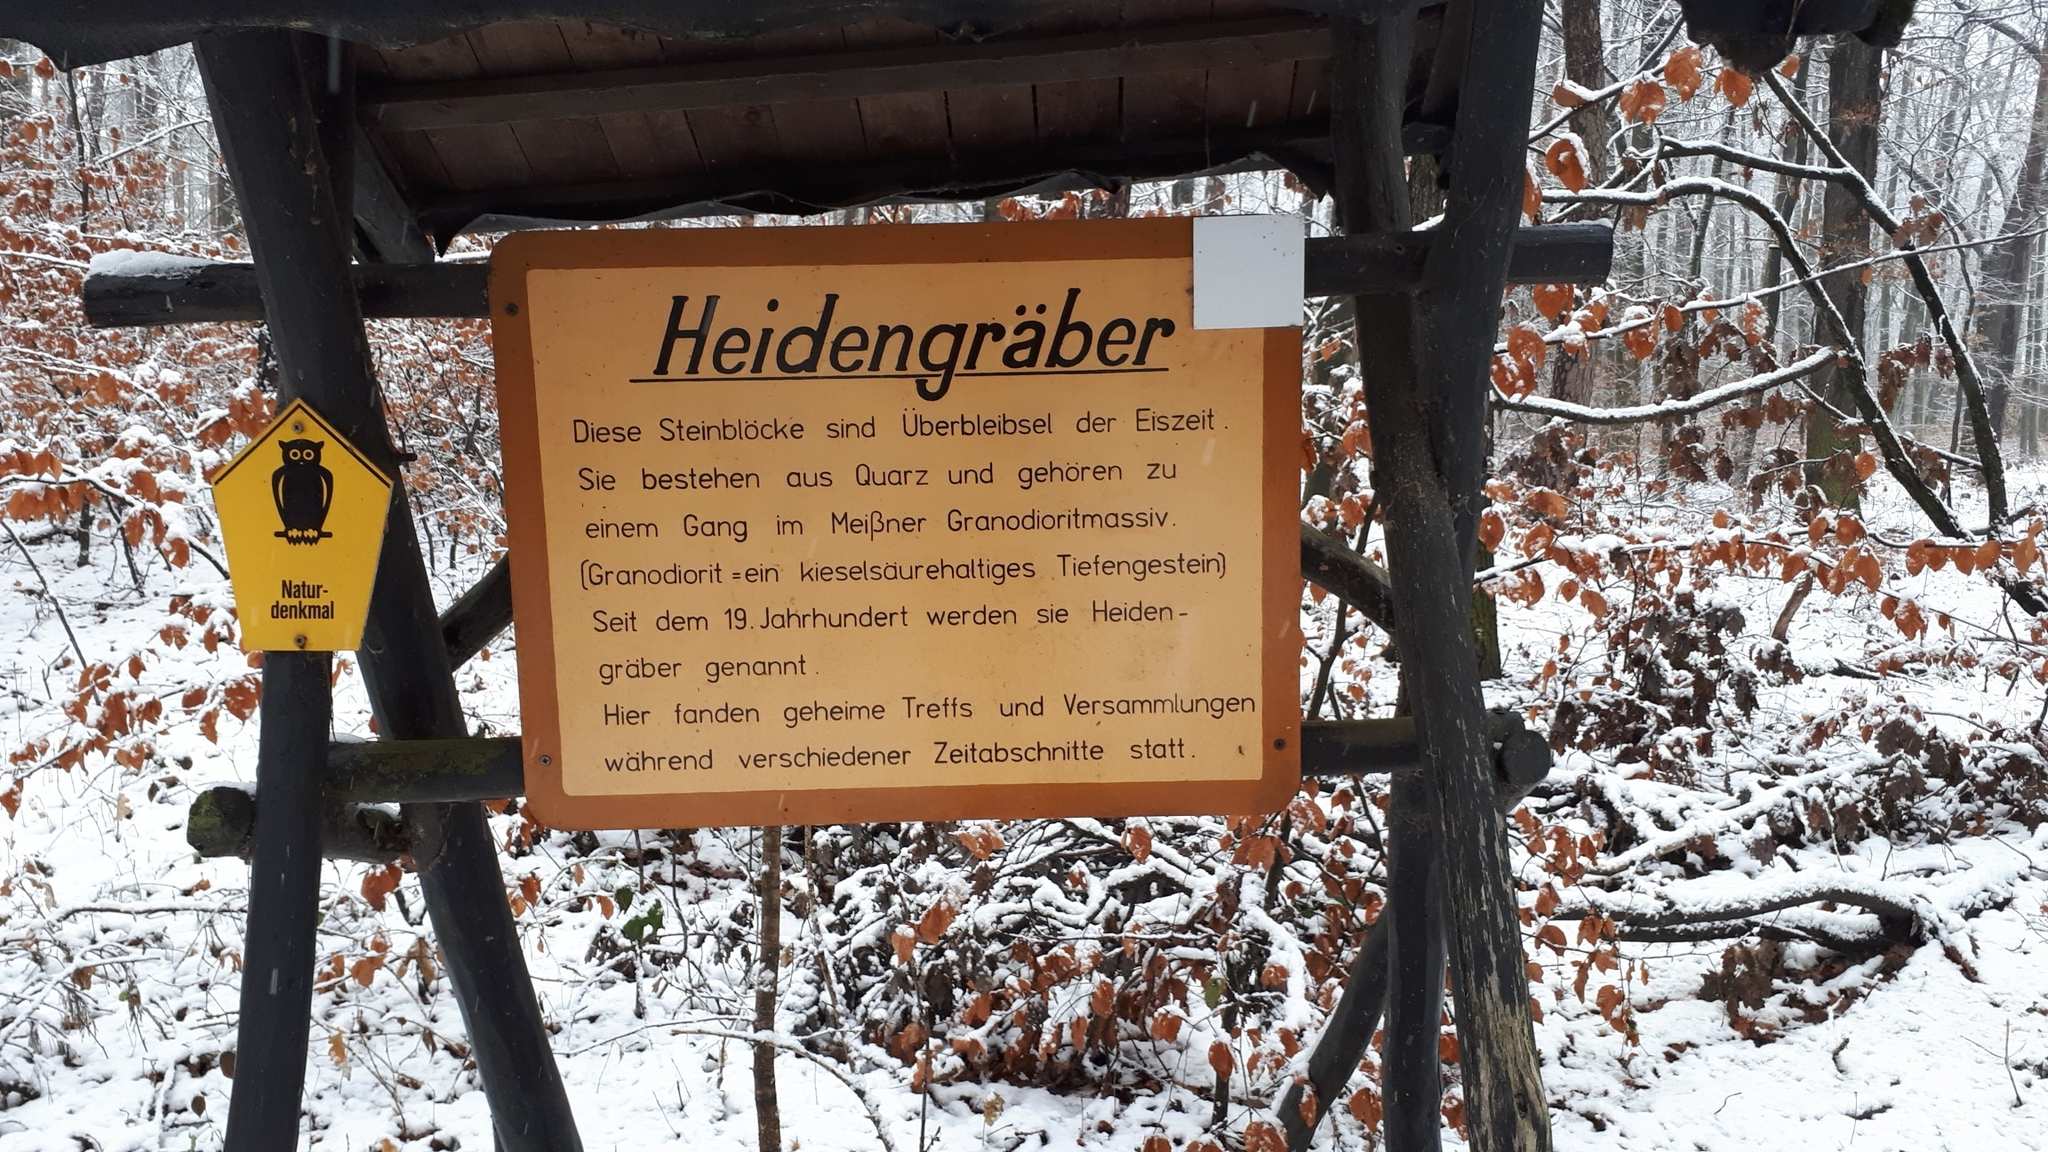 Heidengräber
Diese Steinblöcke sind Überbleibsel der Eiszeit.
Sie bestehen aus Quarz und gehören zu
einem Gang im Meißner Granodioritmassiv.
(Granodiorit =ein kieselsäurehaltiges Tiefengestein)
Seit dem 19. Jahrhundert werden sie Heiden-
gräber genannt.
Hier fanden geheime Treffs und Versammlungen
während verschiedener Zeitabschnitte statt.
Natur-
denkmal